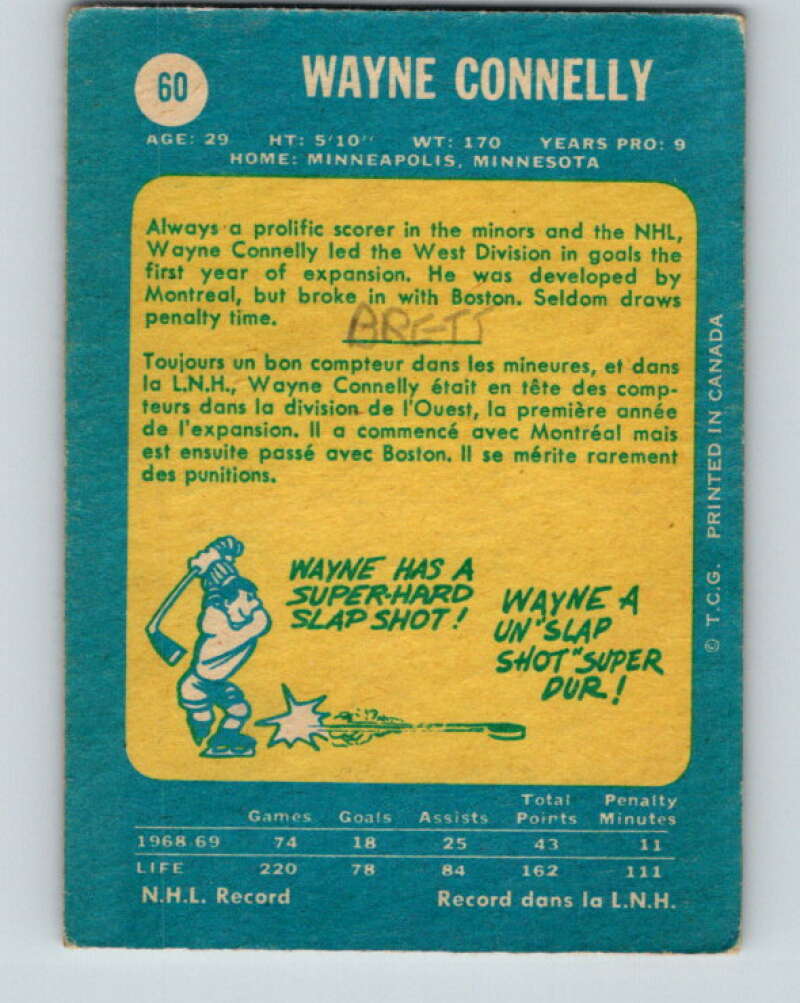 60
WAYNE CONNELLY
AGE: 29 HT: 5'10" WT: 170 YEARS PRO: 9
HOME: MINNEAPOLIS, MINNESOTA
Always a prolific scorer in the minors and the NHL,
Wayne Connelly led the West Division in goals the
first year of expansion. He was developed by
Montreal, but broke in with Boston. Seldom draws
penalty time.
BRETT
Toujours un bon compteur dans les mineures, et dans
la L.N.H., Wayne Connelly était en tête des comp-
teurs dans la division de l'Ouest, la première année
de l'expansion. Il a commencé avec Montréal mais
est ensuite passé avec Boston. Il se mérite rarement
des punitions.
WAYNE HAS A
SUPER-HARD
SLAP SHOT!
WAYNE A
UN "SLAP
SHOT" SUPER
DUR!
© T.C.G. PRINTED IN CANADA
Games Goals Assists Total Points Penalty Minutes
1968-69 74 18 25 43 11
LIFE 220 78 84 162 111
N.H.L. Record Record dans la L.N.H.